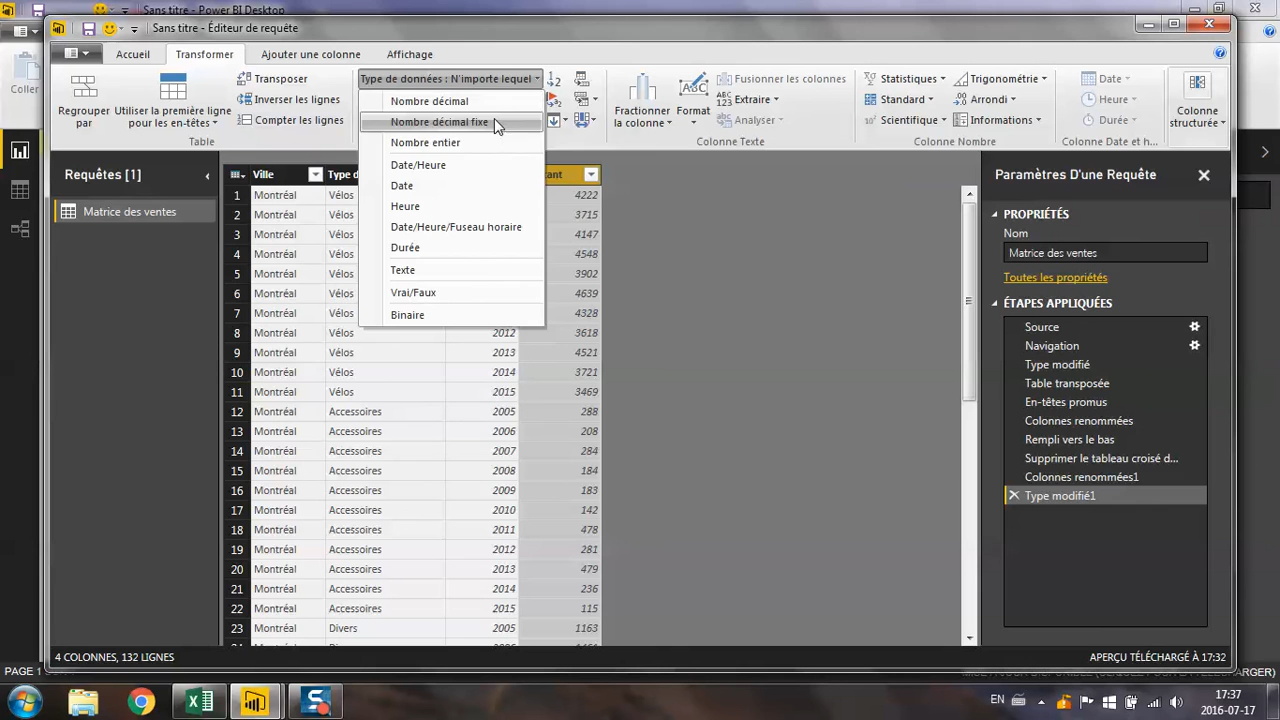 Sans titre - Power BI Desktop
Sans titre - Éditeur de requête
Accueil
Transformer
Ajouter une colonne
Affichage
Coller
Regrouper
par
Utiliser la première ligne
pour en-têtes
Transposer
Inverser les lignes
Compter les lignes
Table
Type de données : N'importe lequel
Nombre décimal
Nombre décimal fixe
Nombre entier
Date/Heure
Date
Heure
Date/Heure/Fuseau horaire
Durée
Texte
Vrai/Faux
Binaire
Fractionner
la colonne
Format
Fusionner les colonnes
Extraire
Analyser
Colonne Texte
Statistiques
Standard
Scientifique
Trigonométrie
Arrondi
Informations
Colonne Nombre
Date
Heure
Durée
Colonne Date et h...
Colonne
structurée
Requêtes [1]
Matrice des ventes
Ville Type d tant
1 Montréal Vélos 4222
2 Montréal Vélos 3715
3 Montréal Vélos 4147
4 Montréal Vélos 4548
5 Montréal Vélos 3902
6 Montréal Vélos 4639
7 Montréal Vélos 4328
8 Montréal Vélos 2012 3618
9 Montréal Vélos 2013 4521
10 Montréal Vélos 2014 3721
11 Montréal Vélos 2015 3469
12 Montréal Accessoires 2005 288
13 Montréal Accessoires 2006 208
14 Montréal Accessoires 2007 284
15 Montréal Accessoires 2008 184
16 Montréal Accessoires 2009 183
17 Montréal Accessoires 2010 142
18 Montréal Accessoires 2011 478
19 Montréal Accessoires 2012 281
20 Montréal Accessoires 2013 479
21 Montréal Accessoires 2014 236
22 Montréal Accessoires 2015 115
23 Montréal Divers 2005 1163
Paramètres D'une Requête
PROPRIÉTÉS
Nom
Matrice des ventes
Toutes les propriétés
ÉTAPES APPLIQUÉES
Source
Navigation
Type modifié
Table transposée
En-têtes promus
Colonnes renommées
Rempli vers le bas
Supprimer le tableau croisé d...
Colonnes renommées1
Type modifié1
4 COLONNES, 132 LIGNES
APERÇU TÉLÉCHARGÉ À 17:32
PAGE 1
EN
17:37
2016-07-17